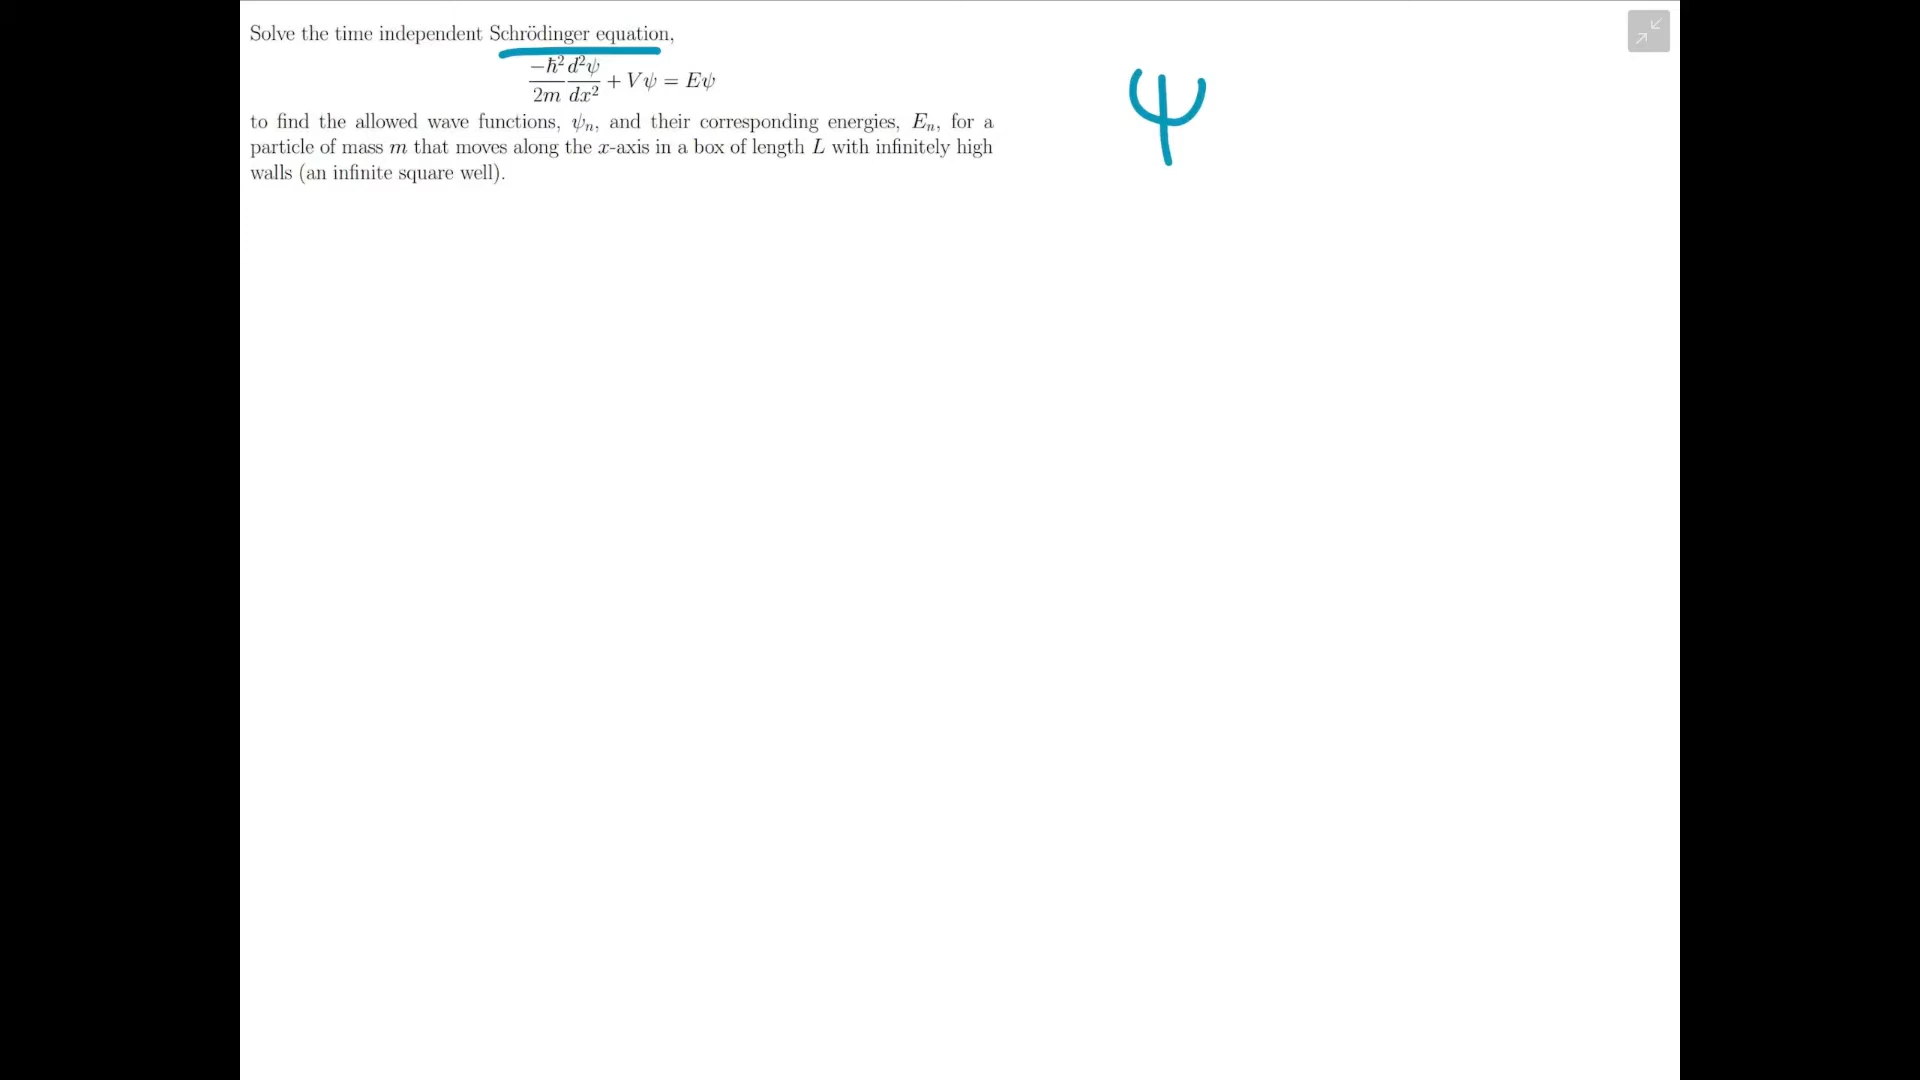 Solve the time independent Schrödinger equation,
−ħ²/2m d²ψ/dx² + Vψ = Eψ
to find the allowed wave functions, ψₙ, and their corresponding energies, Eₙ, for a
particle of mass m that moves along the x-axis in a box of length L with infinitely high
walls (an infinite square well).
ψ